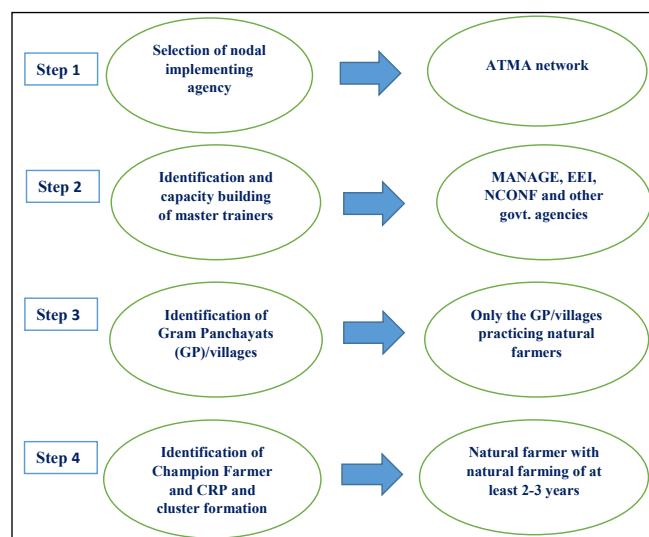 Step 1
Selection of nodal
implementing
agency
ATMA network
Step 2
Identification and
capacity building
of master trainers
MANAGE, EEI,
NCONF and other
govt. agencies
Step 3
Identification of
Gram Panchayats
(GP)/villages
Only the GP/villages
practicing natural
farmers
Step 4
Identification of
Champion Farmer
and CRP and
cluster formation
Natural farmer with
natural farming of at
least 2-3 years